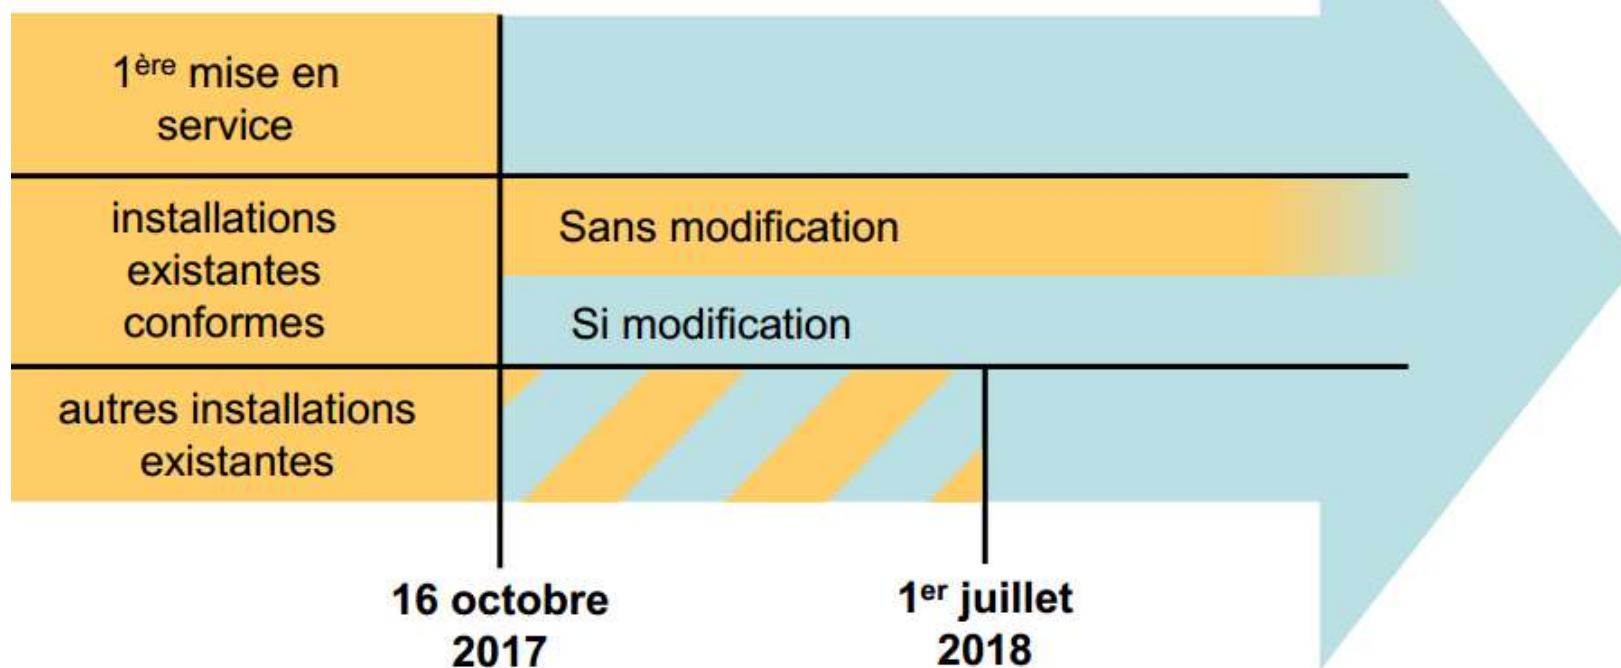 1ère mise en
service
installations
existantes
conformes
Sans modification
Si modification
autres installations
existantes
16 octobre
2017
1er juillet
2018